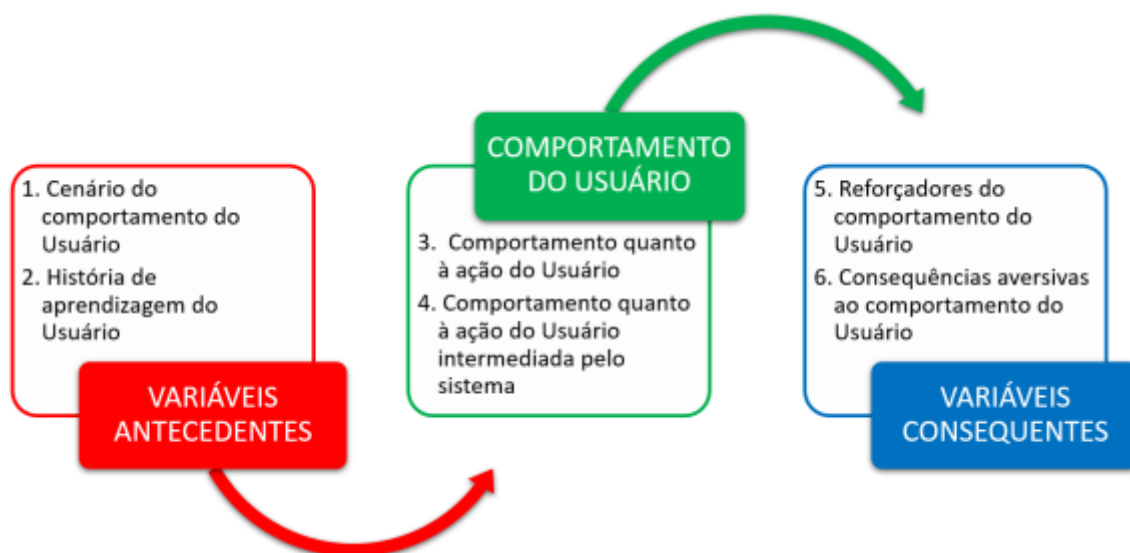 1. Cenário do
comportamento do
Usuário
2. História de
aprendizagem do
Usuário
VARIÁVEIS
ANTECEDENTES
COMPORTAMENTO
DO USUÁRIO
3. Comportamento quanto
à ação do Usuário
4. Comportamento quanto
à ação do Usuário
intermediada pelo
sistema
5. Reforçadores do
comportamento do
Usuário
6. Consequências aversivas
ao comportamento do
Usuário
VARIÁVEIS
CONSEQUENTES